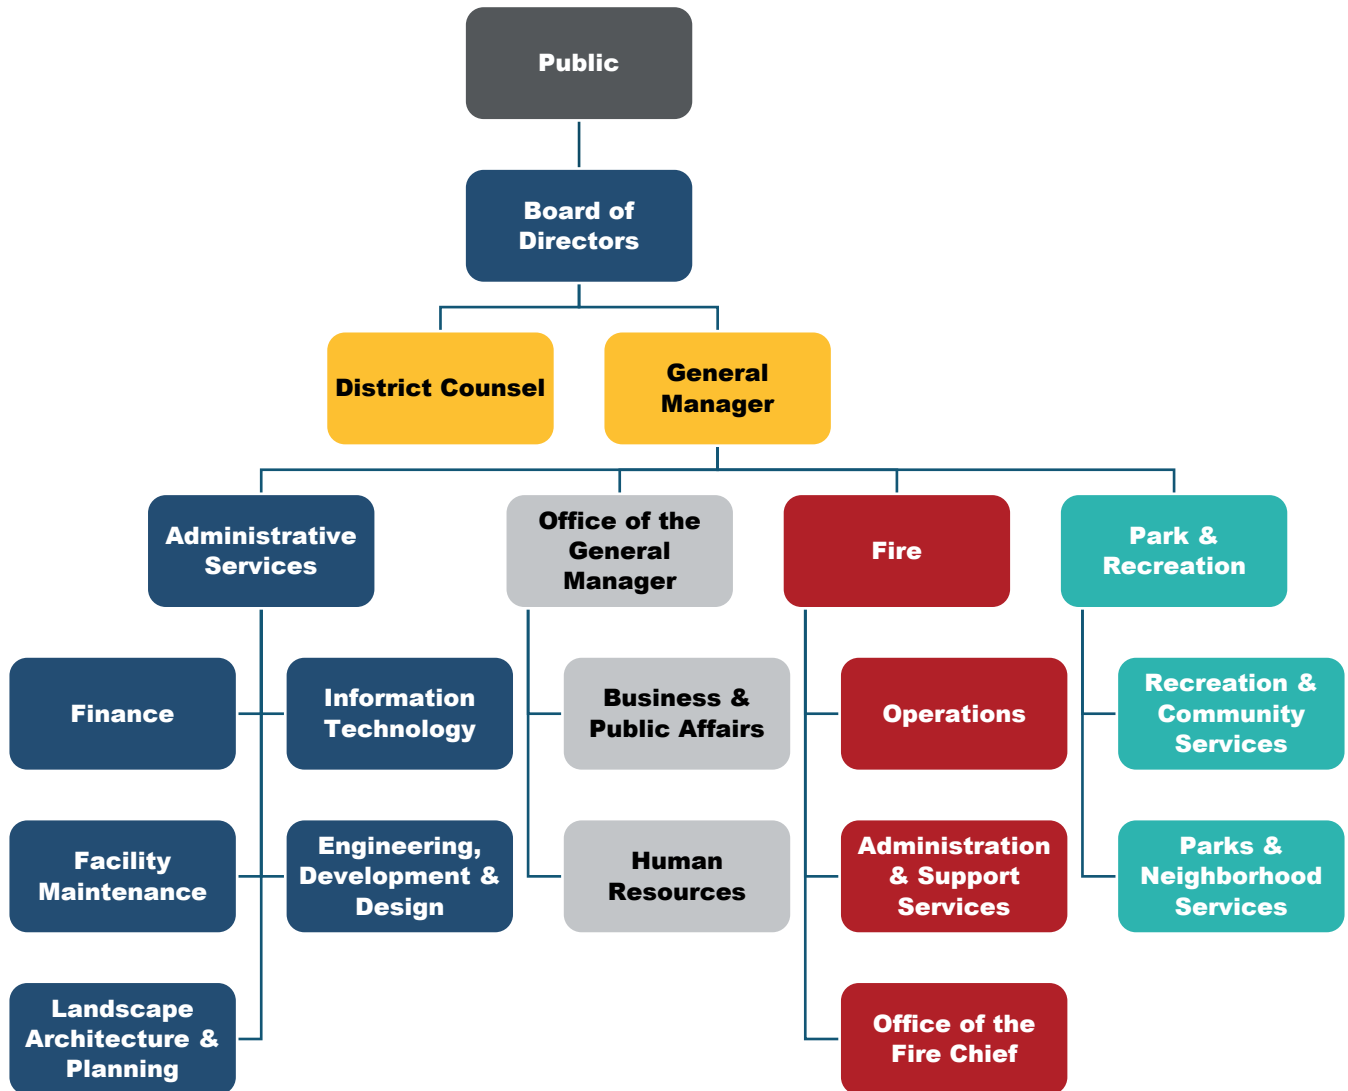 Public
Board of
Directors
District Counsel
General
Manager
Administrative
Services
Office of the
General
Manager
Fire
Park &
Recreation
Finance
Information
Technology
Business &
Public Affairs
Operations
Recreation &
Community
Services
Facility
Maintenance
Engineering,
Development &
Design
Human
Resources
Administration
& Support
Services
Parks &
Neighborhood
Services
Landscape
Architecture &
Planning
Office of the
Fire Chief